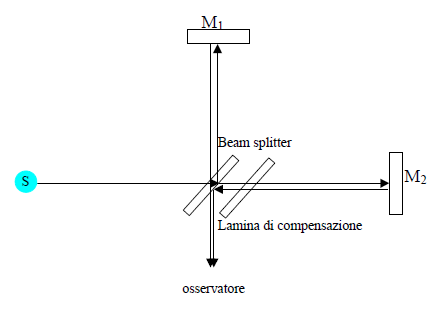 M1
Beam splitter
S
M2
Lamina di compensazione
osservatore